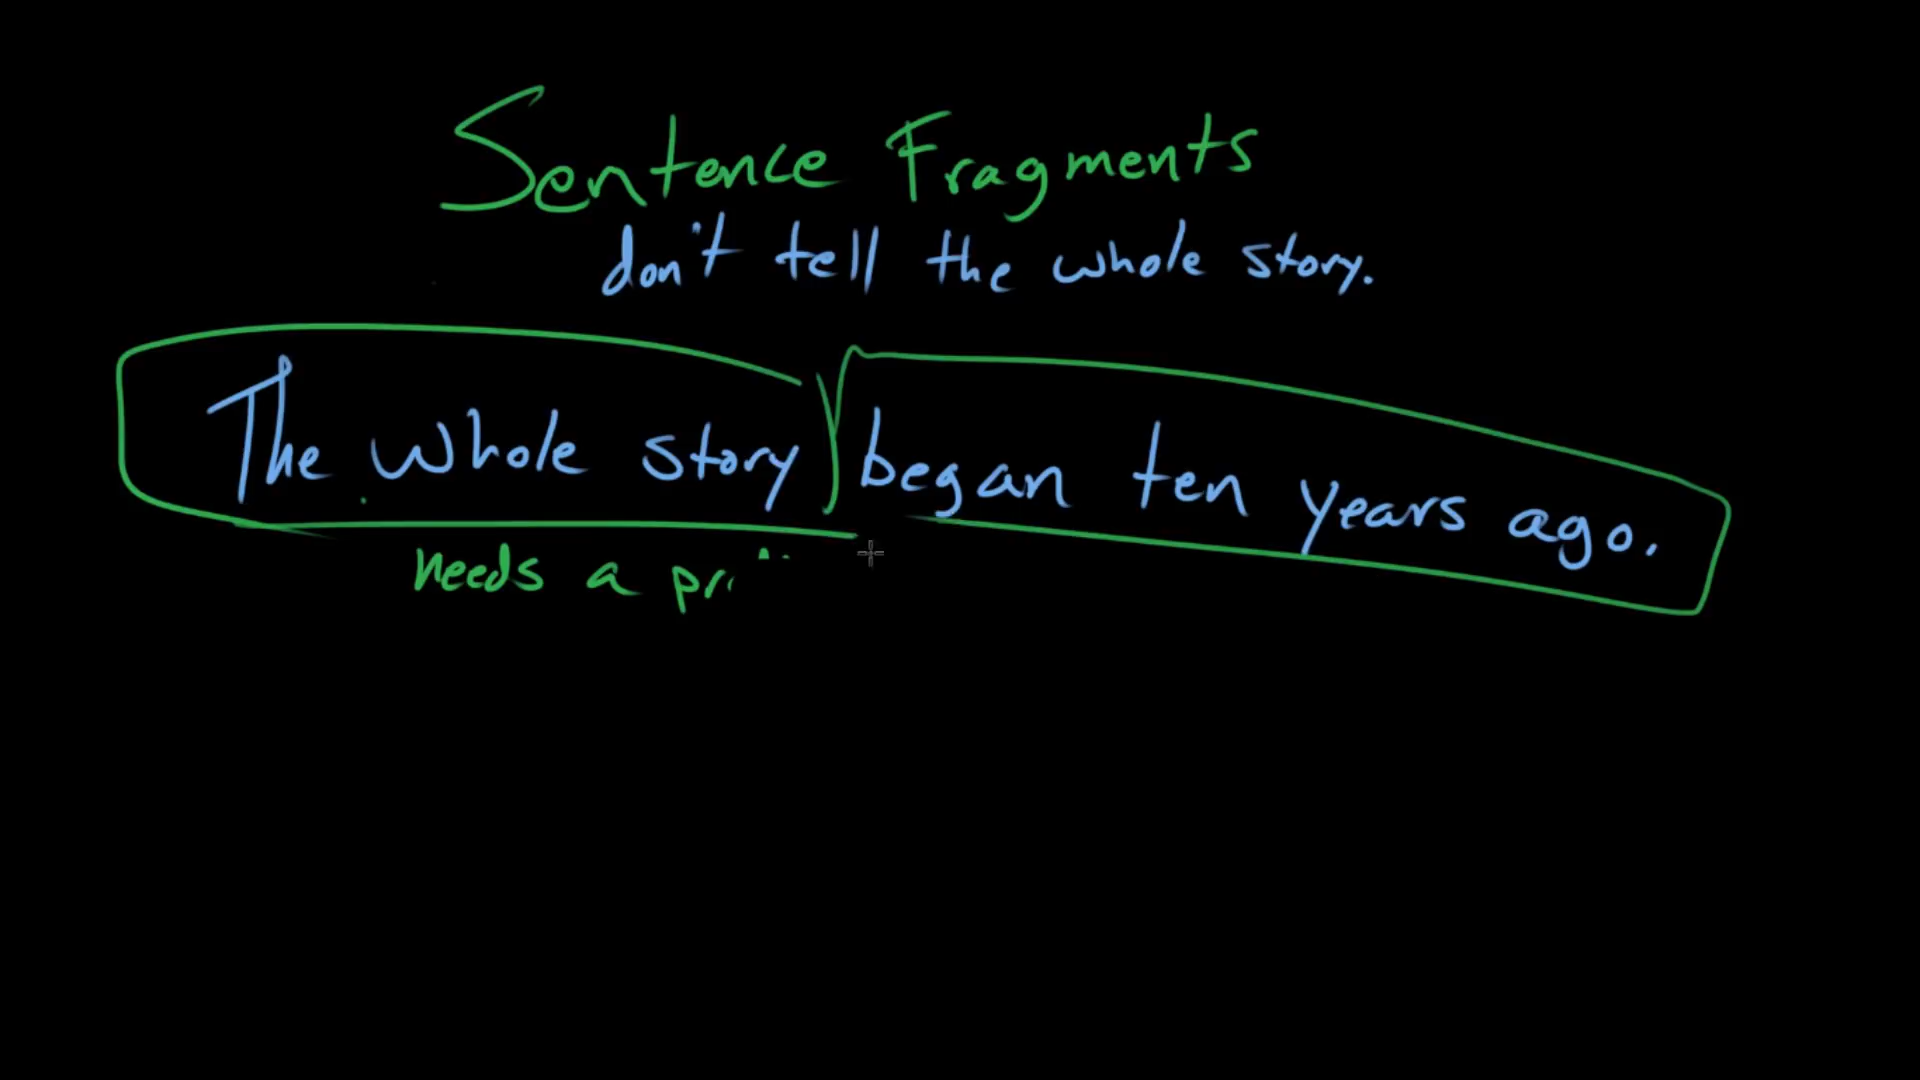 Sentence Fragments
don't tell the whole story.
The whole story began ten years ago.
needs a